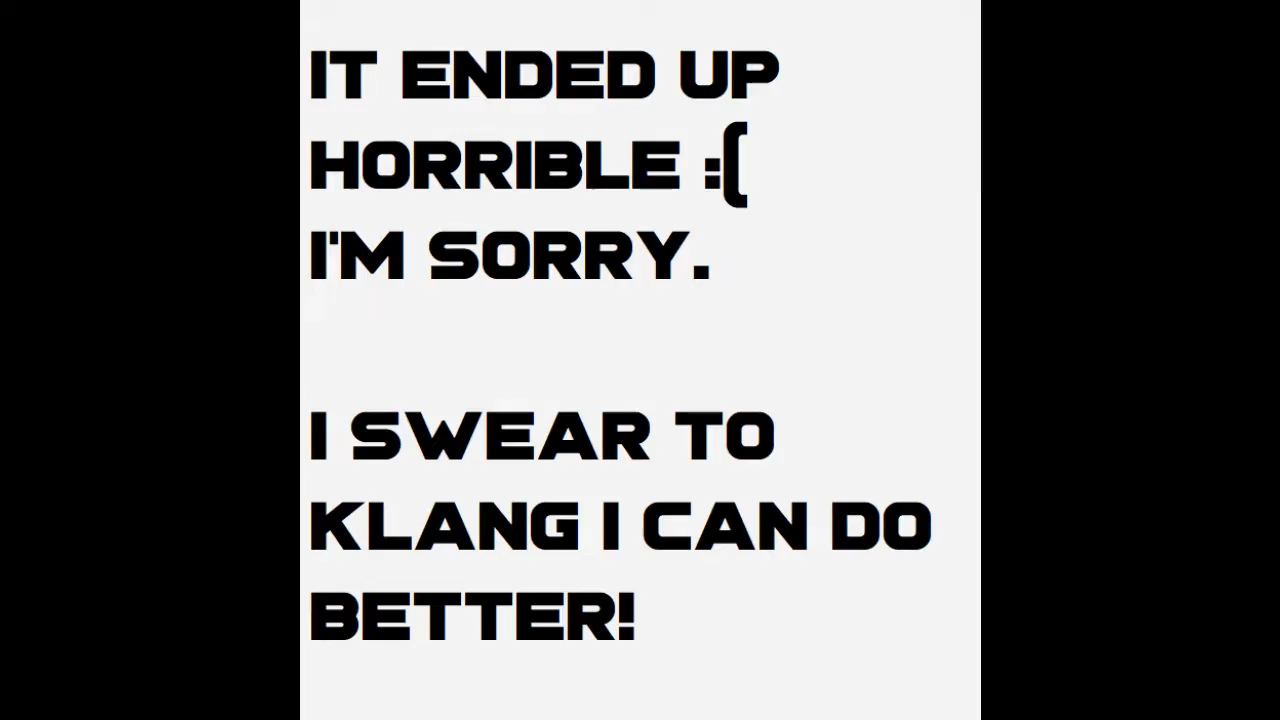 IT ENDED UP
HORRIBLE :(
I'M SORRY.
I SWEAR TO
KLANG I CAN DO
BETTER!